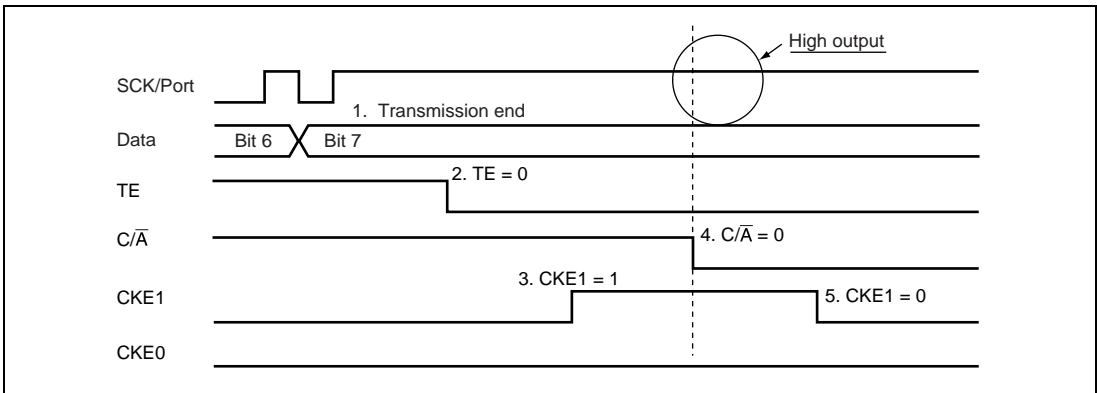 High output
SCK/Port
1. Transmission end
Data
Bit 6
Bit 7
TE
2. TE = 0
C/A̅
4. C/A̅ = 0
3. CKE1 = 1
CKE1
5. CKE1 = 0
CKE0